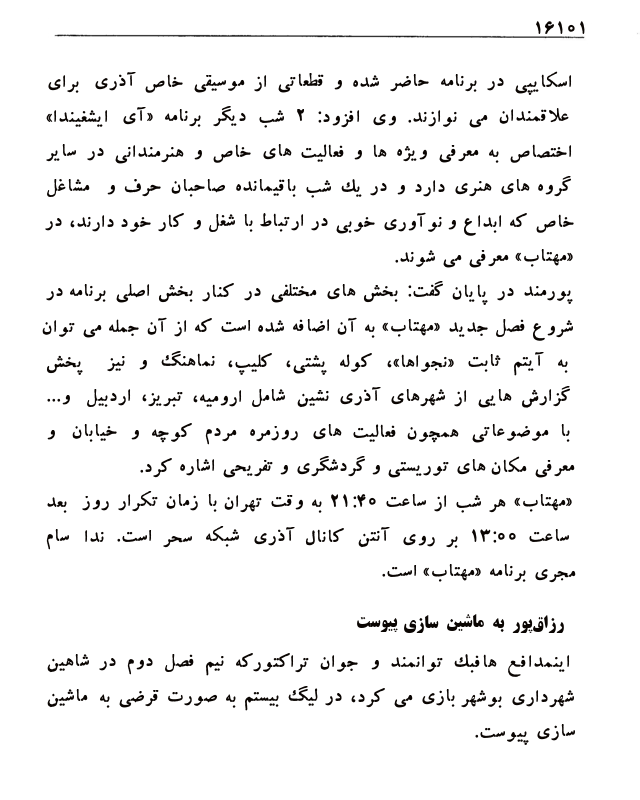 ۱۶۱۰۱
اسکایپی در برنامه حاضر شده و قطعاتی از موسیقی خاص آذری برای
علاقمندان می نوازند. وی افزود: ۲ شب دیگر برنامه «آی ایشغیندا»
اختصاص به معرفی ویژه ها و فعالیت های خاص و هنرمندانی در سایر
گروه های هنری دارد و در یك شب باقیمانده صاحبان حرف و مشاغل
خاص که ابداع و نوآوری خوبی در ارتباط با شغل و کار خود دارند، در
«مهتاب» معرفی می شوند.
پورمند در پایان گفت: بخش های مختلفی در کنار بخش اصلی برنامه در
شروع فصل جدید «مهتاب» به آن اضافه شده است که از آن جمله می توان
به آیتم ثابت «نجواها»، کوله پشتی، کلیپ، نماهنگ و نیز پخش
گزارش هایی از شهرهای آذری نشین شامل ارومیه، تبریز، اردبیل و...
با موضوعاتی همچون فعالیت های روزمره مردم کوچه و خیابان و
معرفی مکان های توریستی و گردشگری و تفریحی اشاره کرد.
«مهتاب» هر شب از ساعت ۲۱:۴۰ به وقت تهران با زمان تکرار روز بعد
ساعت ۱۳:۰۰ بر روی آنتن کانال آذری شبکه سحر است. ندا سام
مجری برنامه «مهتاب» است.
رزاق‌پور به ماشین سازی پیوست
اینمدافع هافبك توانمند و جوان تراکتورکه نیم فصل دوم در شاهین
شهرداری بوشهر بازی می کرد، در لیگ بیستم به صورت قرضی به ماشین
سازی پیوست.